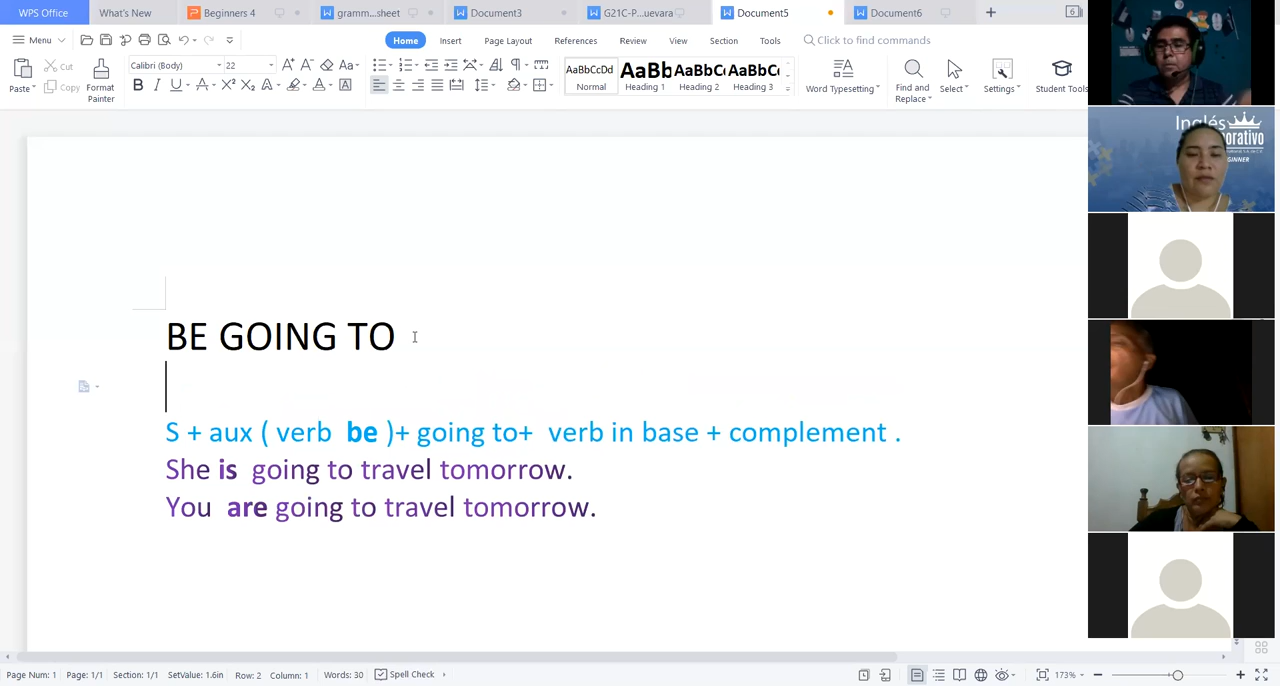 WPS Office What's New Beginners 4 gramm...sheet Document3 G21C-P...uevara Document5 Document6 6
Menu Home Insert Page Layout References Review View Section Tools Click to find commands
Paste Cut Copy Format Painter Calibri (Body) 22 AaBbCcDd Normal AaBb Heading 1 AaBbC Heading 2 AaBbC Heading 3 Word Typesetting Find and Replace Select Settings Student Tools
Inglés
orativo
GINNER
BE GOING TO
S + aux ( verb be )+ going to+ verb in base + complement .
She is going to travel tomorrow.
You are going to travel tomorrow.
Page Num: 1 Page: 1/1 Section: 1/1 SetValue: 1.6in Row: 2 Column: 1 Words: 30 Spell Check 173%